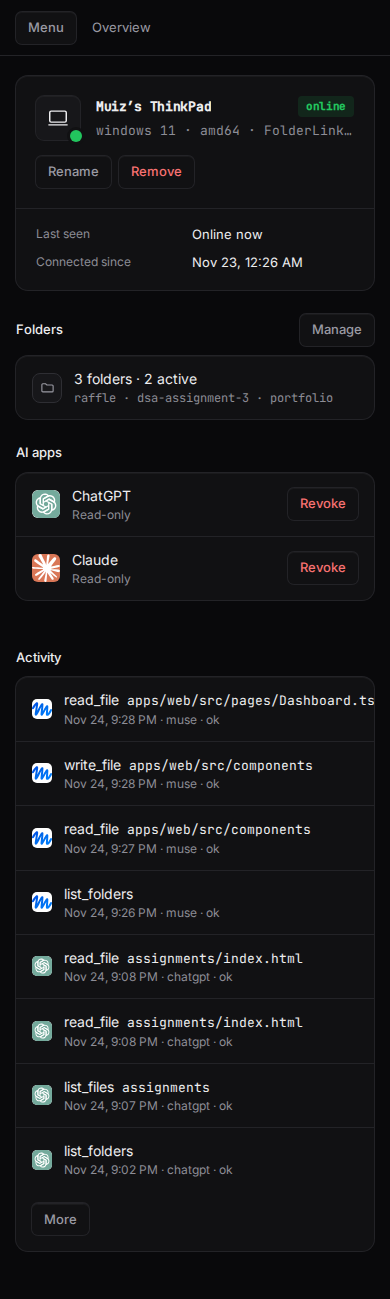 Menu Overview
Muiz’s ThinkPad online
windows 11 · amd64 · FolderLink…
Rename Remove
Last seen Online now
Connected since Nov 23, 12:26 AM
Folders Manage
3 folders · 2 active
raffle · dsa-assignment-3 · portfolio
AI apps
ChatGPT
Read-only
Revoke
Claude
Read-only
Revoke
Activity
read_file apps/web/src/pages/Dashboard.ts
Nov 24, 9:28 PM · muse · ok
write_file apps/web/src/components
Nov 24, 9:28 PM · muse · ok
read_file apps/web/src/components
Nov 24, 9:27 PM · muse · ok
list_folders
Nov 24, 9:26 PM · muse · ok
read_file assignments/index.html
Nov 24, 9:08 PM · chatgpt · ok
read_file assignments/index.html
Nov 24, 9:08 PM · chatgpt · ok
list_files assignments
Nov 24, 9:07 PM · chatgpt · ok
list_folders
Nov 24, 9:02 PM · chatgpt · ok
More